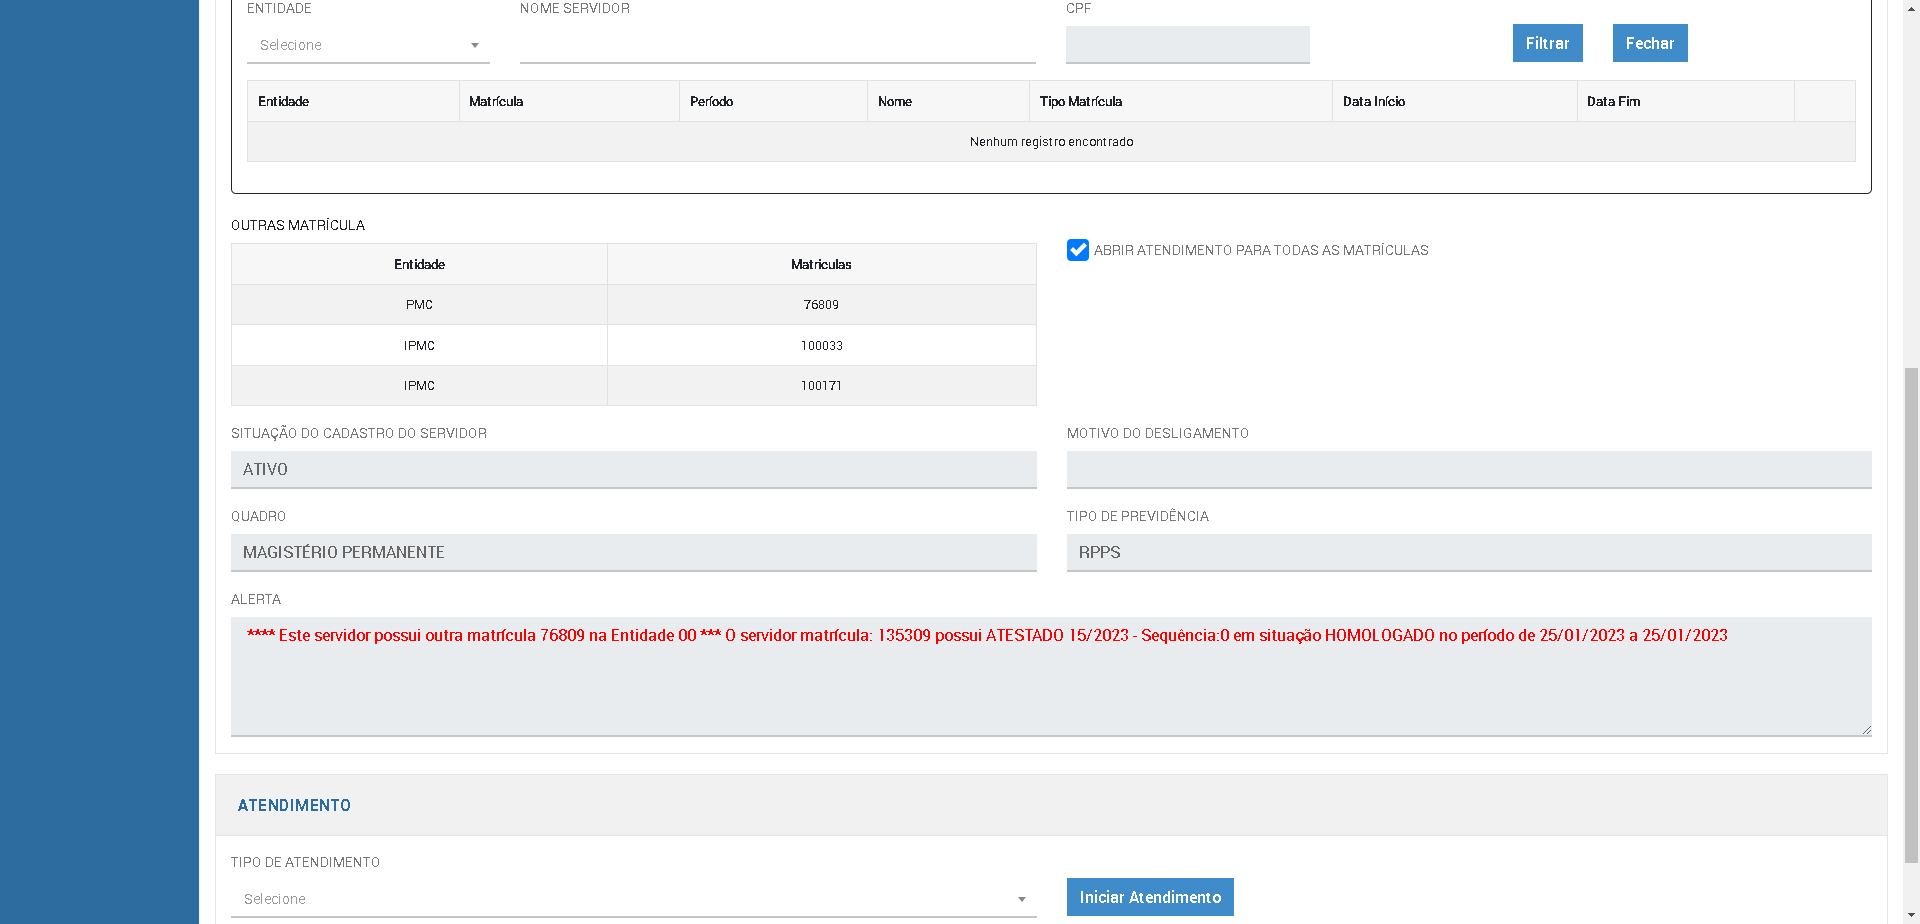 ENTIDADE NOME SERVIDOR CPF
Selecione Filtrar Fechar
Entidade Matrícula Período Nome Tipo Matrícula Data Início Data Fim
Nenhum registro encontrado
OUTRAS MATRÍCULA
ABRIR ATENDIMENTO PARA TODAS AS MATRÍCULAS
Entidade Matriculas
PMC 76809
IPMC 100033
IPMC 100171
SITUAÇÃO DO CADASTRO DO SERVIDOR MOTIVO DO DESLIGAMENTO
ATIVO
QUADRO TIPO DE PREVIDÊNCIA
MAGISTÉRIO PERMANENTE RPPS
ALERTA
**** Este servidor possui outra matrícula 76809 na Entidade 00 *** O servidor matrícula: 135309 possui ATESTADO 15/2023 - Sequência:0 em situação HOMOLOGADO no período de 25/01/2023 a 25/01/2023
ATENDIMENTO
TIPO DE ATENDIMENTO
Selecione Iniciar Atendimento